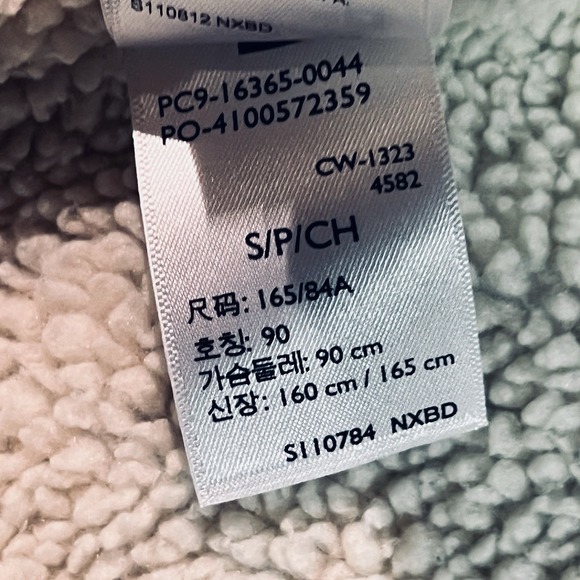 S110812 NXBD
PC9-16365-0044
PO-4100572359
CW-1323
4582
S/P/CH
尺码: 165/84A
호칭: 90
가슴둘레: 90 cm
신장: 160 cm / 165 cm
S110784 NXBD